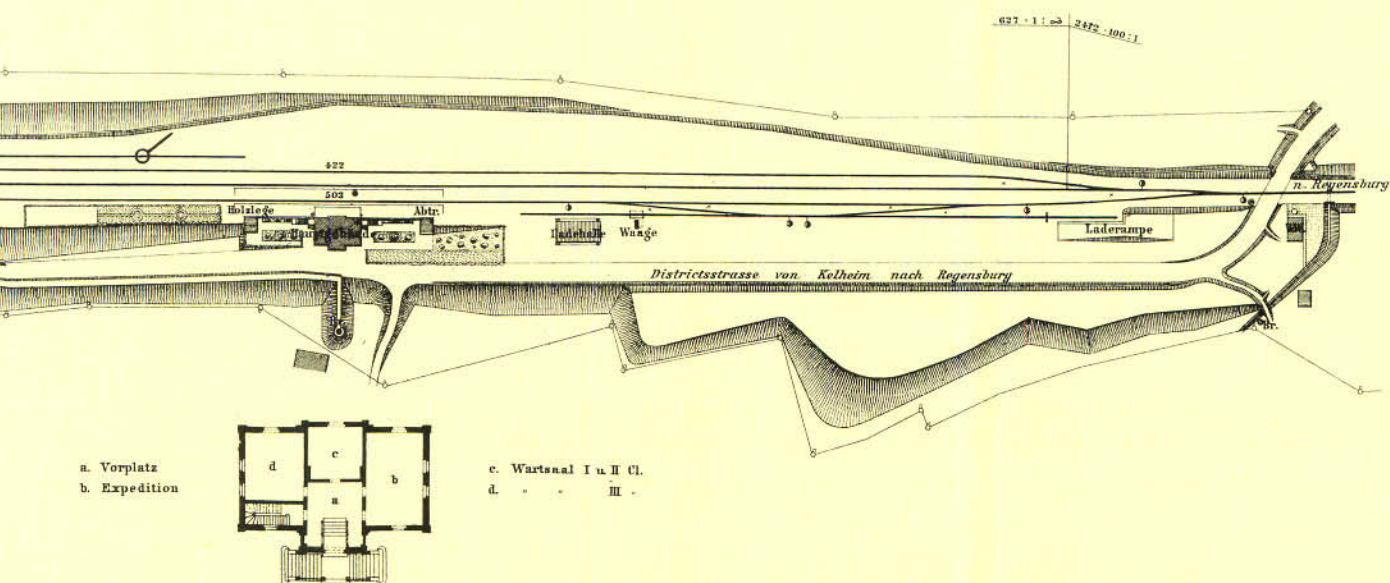 627 · 1 : ∞
2472 · 100 : 1
422
503
n. Regensburg
Holzlege
Hauptgebäude
Abtr.
Ladehalle
Waage
Laderampe
Districtsstrasse von Kelheim nach Regensburg
Br.
a. Vorplatz
b. Expedition
c. Wartsaal I u. II Cl.
d. " " III "
d
c
b
a